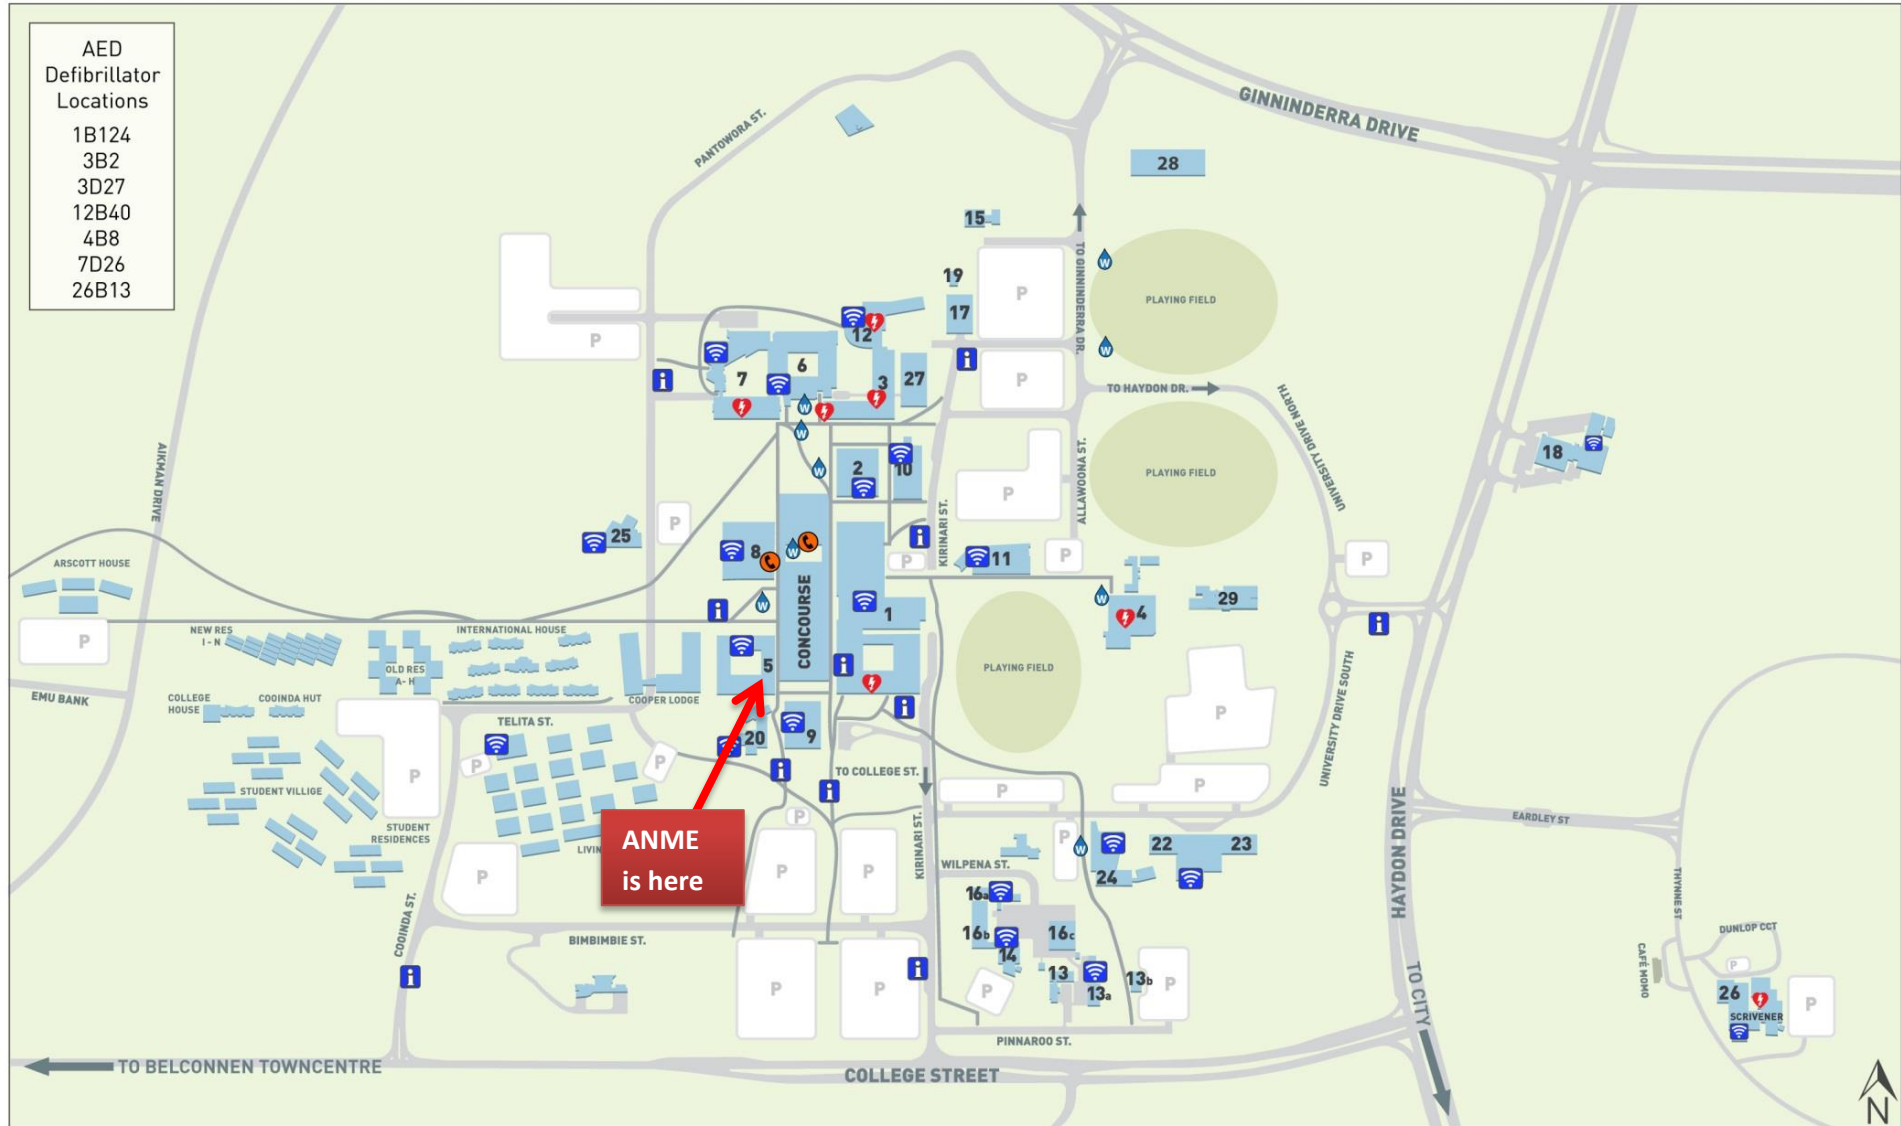 AED
Defibrillator
Locations
1B124
3B2
3D27
12B40
4B8
7D26
26B13
GINNINDERRA DRIVE
PANTOWORA ST.
28
15
TO GINNINDERRA DR.
19
P
PLAYING FIELD
17
12
P
6
7
3
27
P
TO HAYDON DR.
UNIVERSITY DRIVE NORTH
AIKMAN DRIVE
2
10
P
ALLAWOONA ST.
PLAYING FIELD
18
P
25
8
KIRINARI ST.
11
P
P
P
ARSCOTT HOUSE
CONCOURSE
1
4
29
P
NEW RES
I - N
INTERNATIONAL HOUSE
OLD RES
A - H
5
PLAYING FIELD
EMU BANK
COLLEGE
HOUSE
COOINDA HUT
COOPER LODGE
TELITA ST.
20
9
P
UNIVERSITY DRIVE SOUTH
P
P
P
TO COLLEGE ST.
P
P
STUDENT VILLIGE
STUDENT
RESIDENCES
LIVIN
ANME
is here
P
KIRINARI ST.
HAYDON DRIVE
EARDLEY ST
P
22
23
WILPENA ST.
P
P
P
24
16a
THYNNE ST
COOINDA ST.
BIMBIMBIE ST.
16b
16c
14
DUNLOP CCT
CAFÉ MOMO
P
P
P
P
13
13a
13b
P
TO CITY
26
P
SCRIVENER
PINNAROO ST.
TO BELCONNEN TOWNCENTRE
COLLEGE STREET
N